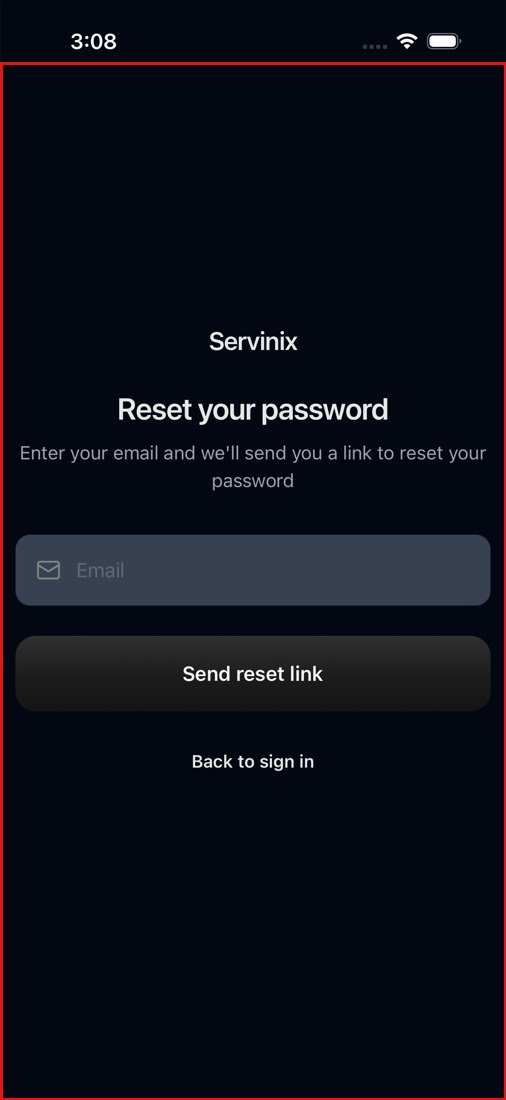 3:08
Servinix
Reset your password
Enter your email and we'll send you a link to reset your
password
Email
Send reset link
Back to sign in